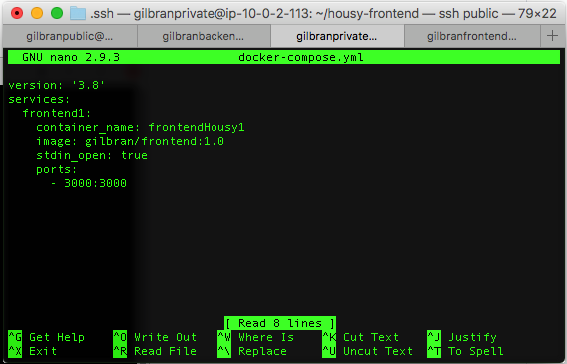 .ssh — gilbranprivate@ip-10-0-2-113: ~/housy-frontend — ssh public — 79×22
gilbranpublic@... gilbranbacken... gilbranprivate... gilbranfrontend... +
GNU nano 2.9.3 docker-compose.yml
version: '3.8'
services:
  frontend1:
    container_name: frontendHousy1
    image: gilbran/frontend:1.0
    stdin_open: true
    ports:
      - 3000:3000
[ Read 8 lines ]
^G Get Help ^O Write Out ^W Where Is ^K Cut Text ^J Justify
^X Exit ^R Read File ^\ Replace ^U Uncut Text ^T To Spell